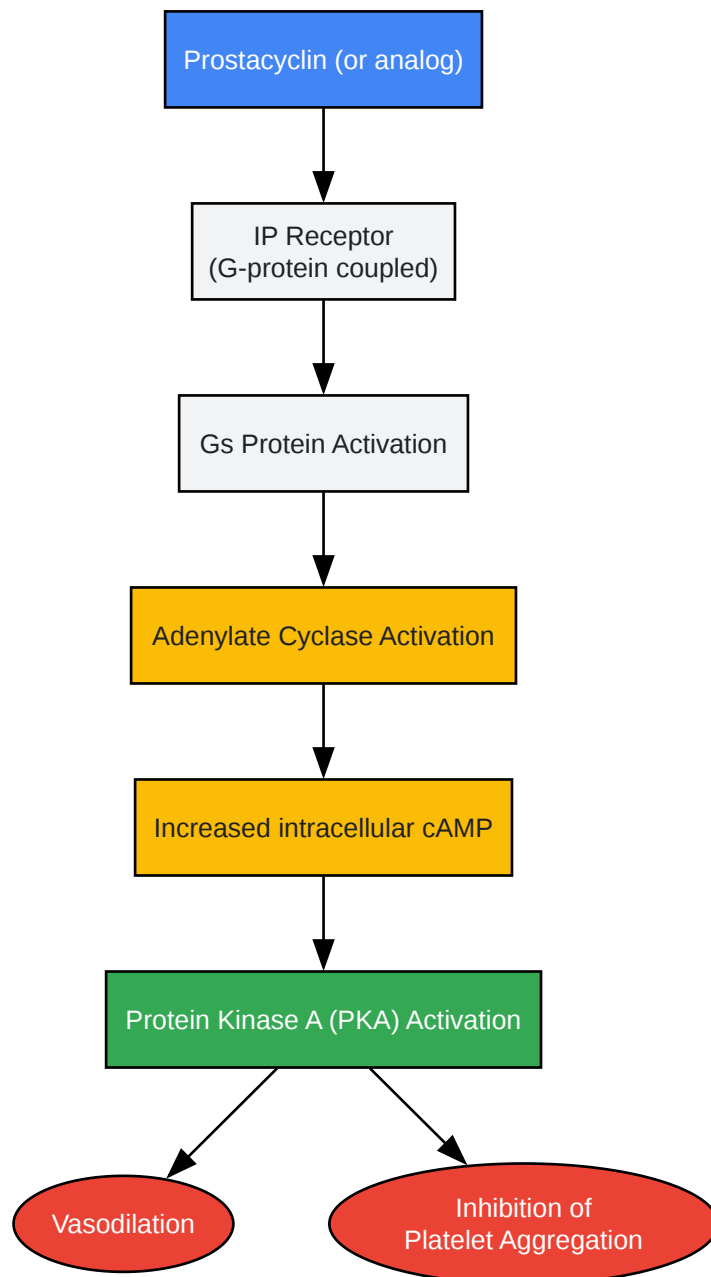 Prostacyclin (or analog)
IP Receptor
(G-protein coupled)
Gs Protein Activation
Adenylate Cyclase Activation
Increased intracellular cAMP
Protein Kinase A (PKA) Activation
Vasodilation
Inhibition of
Platelet Aggregation